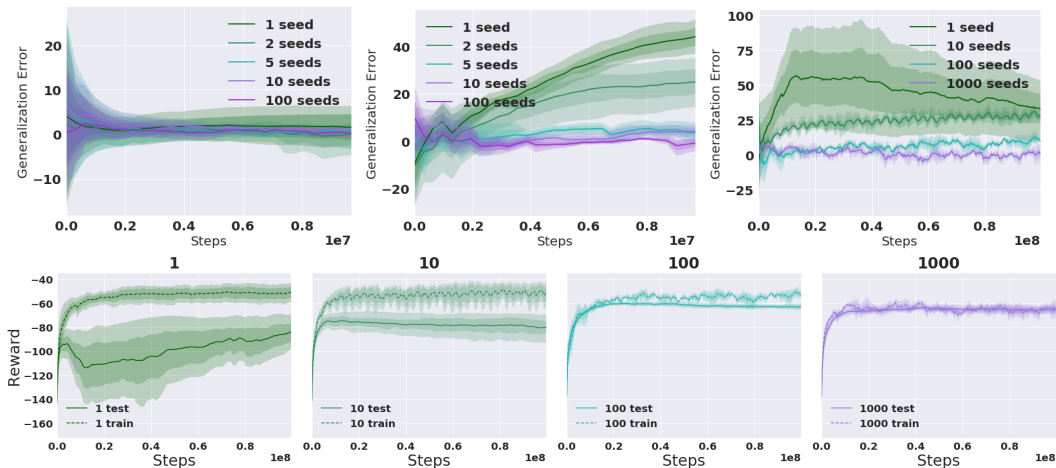 Generalization Error
20
10
0
−10
1 seed
2 seeds
5 seeds
10 seeds
100 seeds
0.0 0.2 0.4 0.6 0.8
Steps
1e7
Generalization Error
40
20
0
−20
1 seed
2 seeds
5 seeds
10 seeds
100 seeds
0.0 0.2 0.4 0.6 0.8
Steps
1e7
Generalization Error
100
75
50
25
0
−25
1 seed
10 seeds
100 seeds
1000 seeds
0.0 0.2 0.4 0.6 0.8
Steps
1e8
Reward
1
−40
−60
−80
−100
−120
−140
−160
1 test
1 train
0.0 0.2 0.4 0.6 0.8
Steps
1e8
10
10 test
10 train
0.0 0.2 0.4 0.6 0.8
Steps
1e8
100
100 test
100 train
0.0 0.2 0.4 0.6 0.8
Steps
1e8
1000
1000 test
1000 train
0.0 0.2 0.4 0.6 0.8
Steps
1e8